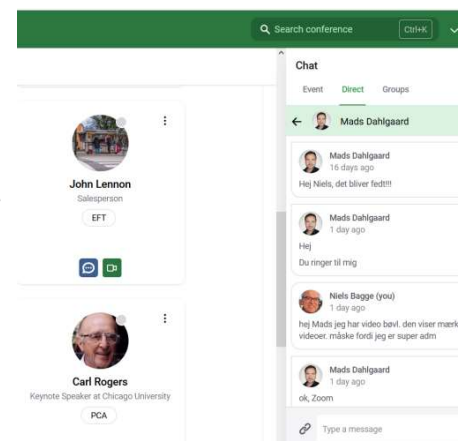 Search conference
Ctrl+K
John Lennon
Salesperson
EFT
Carl Rogers
Keynote Speaker at Chicago University
PCA
Chat
Event Direct Groups
Mads Dahlgaard
Mads Dahlgaard
16 days ago
Hej Niels, det bliver fedt!!!
Mads Dahlgaard
1 day ago
Hej
Du ringer til mig
Niels Bagge (you)
1 day ago
hej Mads jeg har video bøvl. den viser mærk
videoer. måske fordi jeg er super adm
Mads Dahlgaard
1 day ago
ok, Zoom
Type a message